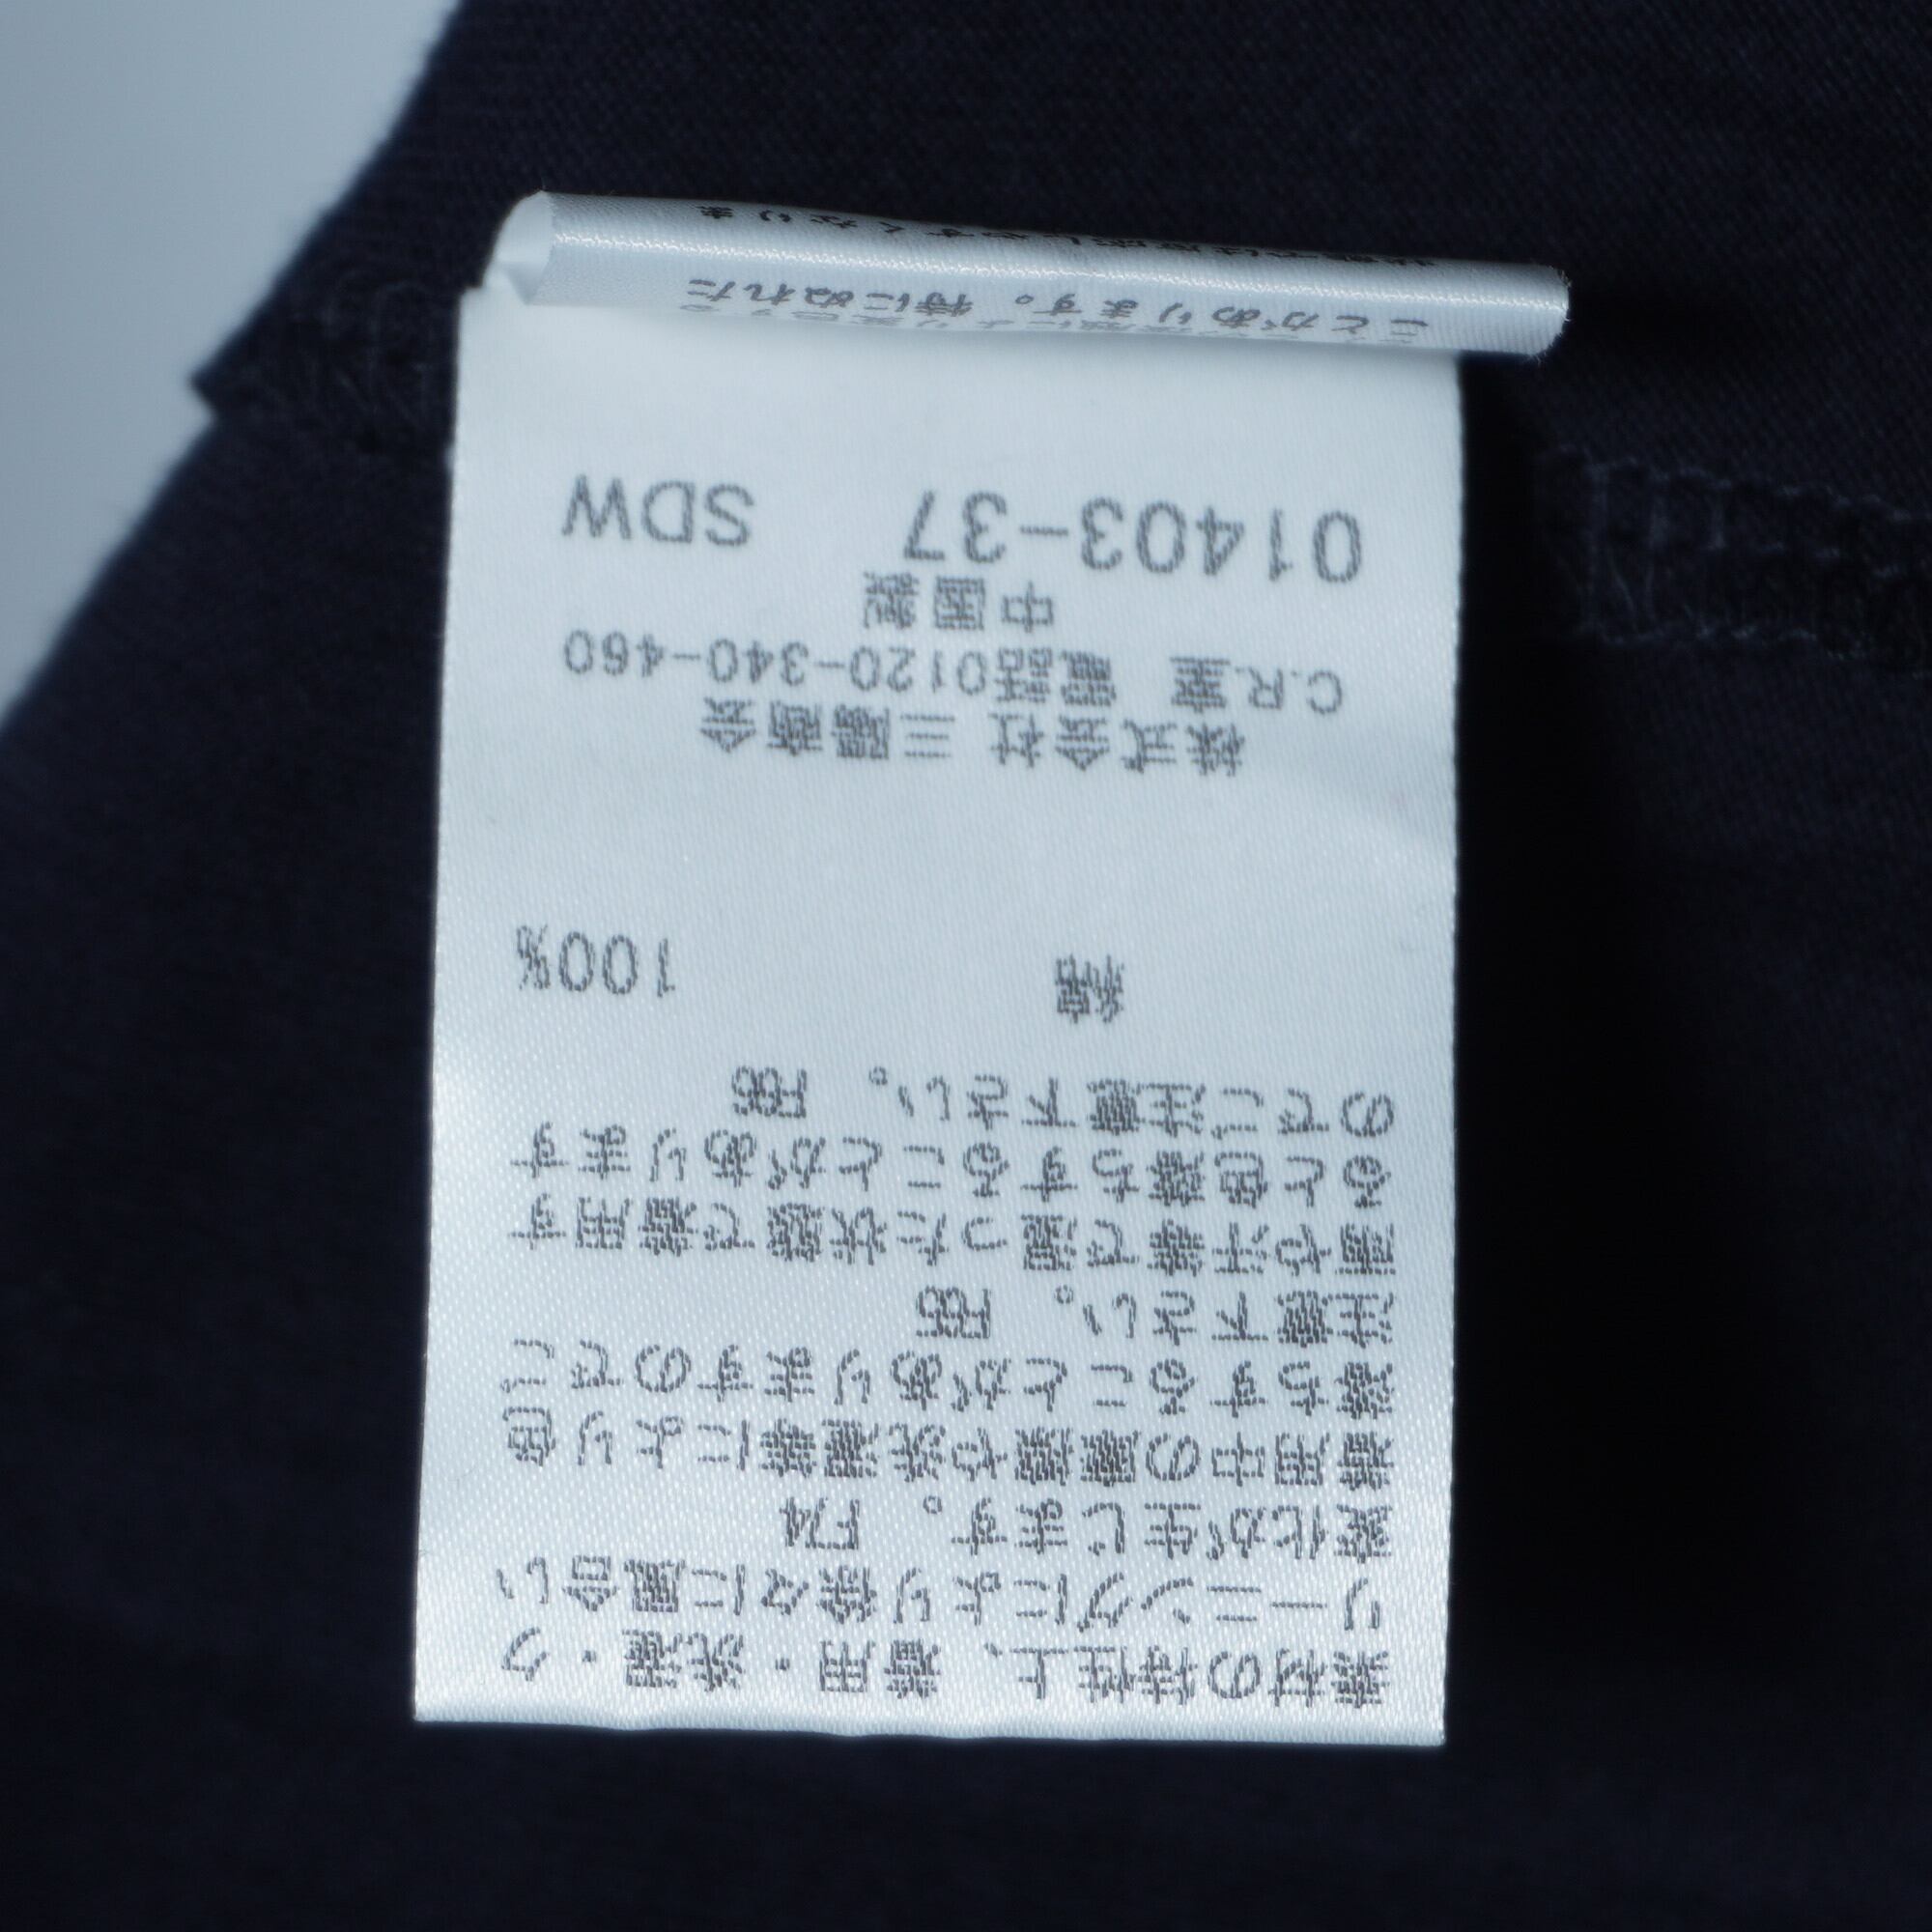 素材の特性上、着用・洗濯・ク
リーニングにより徐々に風合い
変化が生じます。 F74
着用中の摩擦や洗濯等により色
落ちすることがありますのでご
注意下さい。 F65
雨や汗等で湿った状態で着用す
ると色落ちすることがあります
のでご注意下さい。 F66
綿 100%
株式会社 三陽商会
C.R.室 電話0120-340-460
中国製
01403-37 SDW
ことがあります。特にぬれた